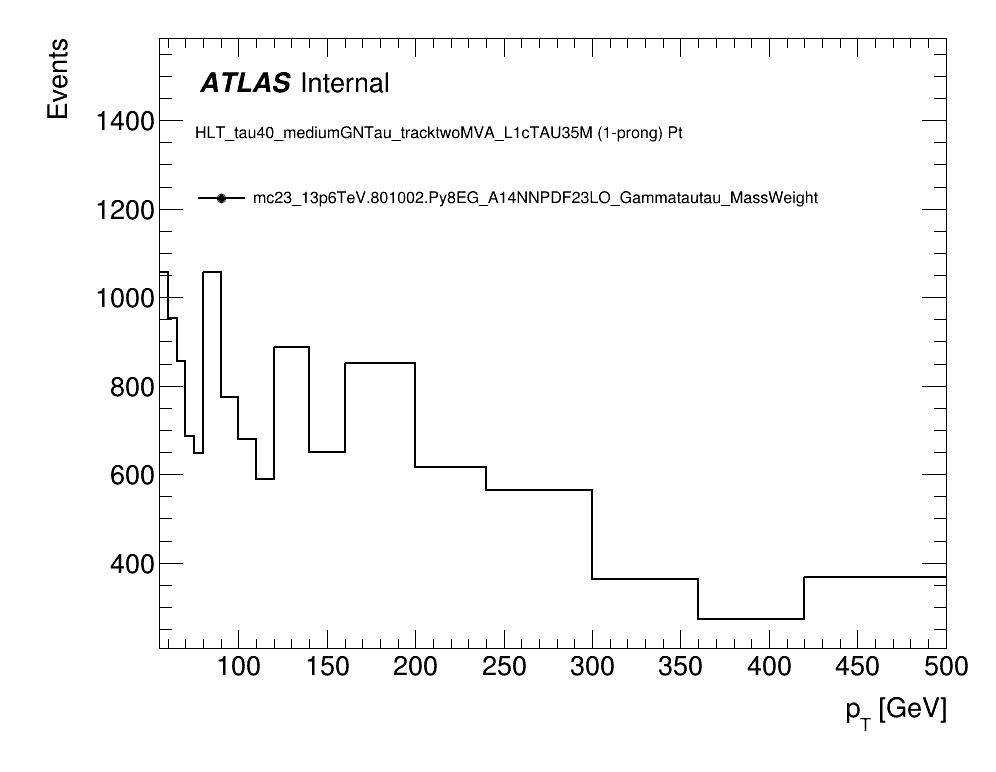 Events
ATLAS Internal
HLT_tau40_mediumGNTau_tracktwoMVA_L1cTAU35M (1-prong) Pt
mc23_13p6TeV.801002.Py8EG_A14NNPDF23LO_Gammatautau_MassWeight
1400
1200
1000
800
600
400
100 150 200 250 300 350 400 450 500
p_T [GeV]